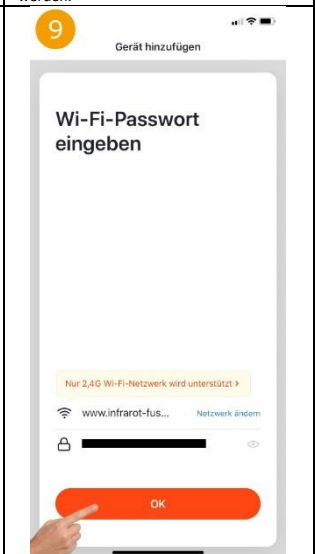 9
Gerät hinzufügen
Wi-Fi-Passwort
eingeben
Nur 2,4G Wi-Fi-Netzwerk wird unterstützt >
www.infrarot-fus... Netzwerk ändern
OK